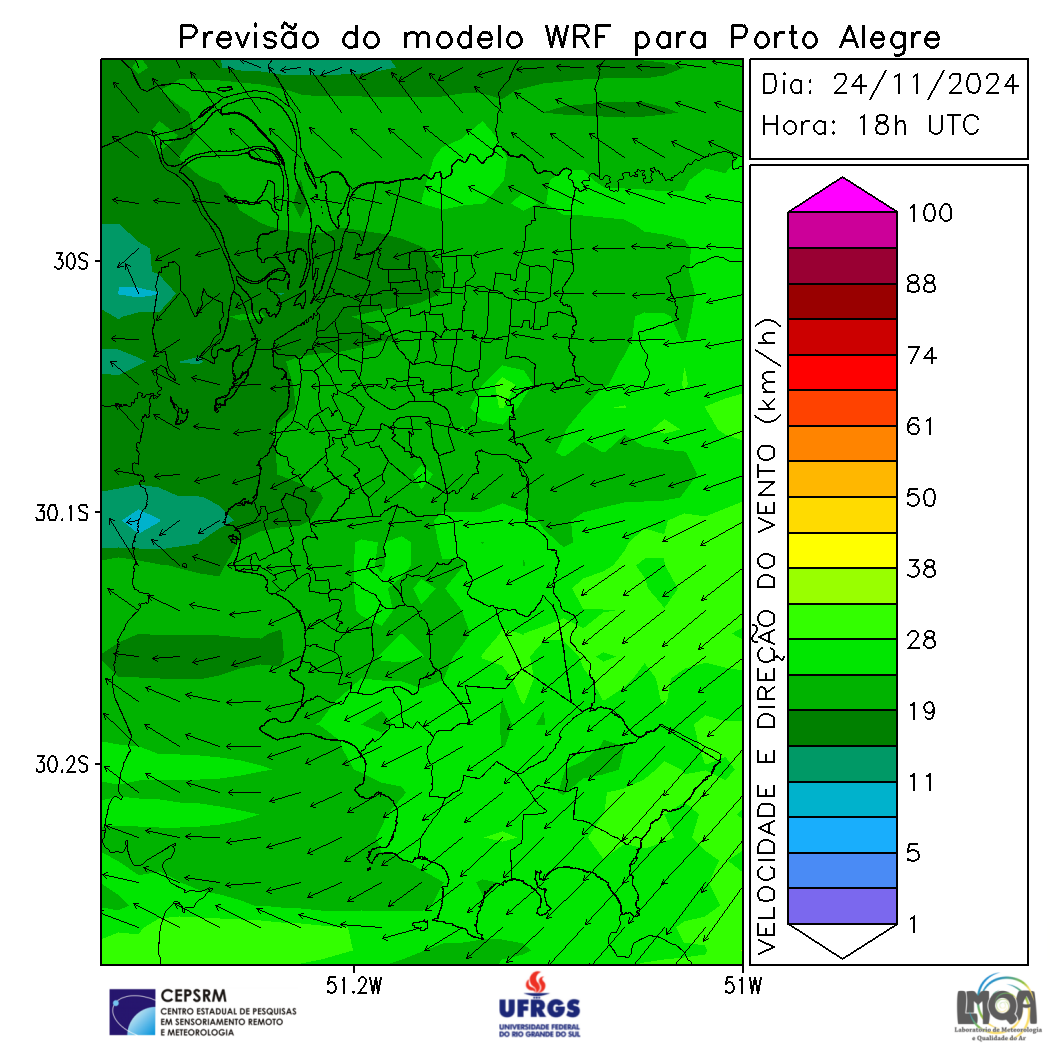 Previsão do modelo WRF para Porto Alegre
Dia: 24/11/2024
Hora: 18h UTC
30S
30.1S
30.2S
51.2W
51W
VELOCIDADE E DIREÇÃO DO VENTO (km/h)
100
88
74
61
50
38
28
19
11
5
1
CEPSRM
CENTRO ESTADUAL DE PESQUISAS
EM SENSORIAMENTO REMOTO
E METEOROLOGIA
UFRGS
UNIVERSIDADE FEDERAL
DO RIO GRANDE DO SUL
LMQA
Laboratório de Meteorologia
e Qualidade do Ar